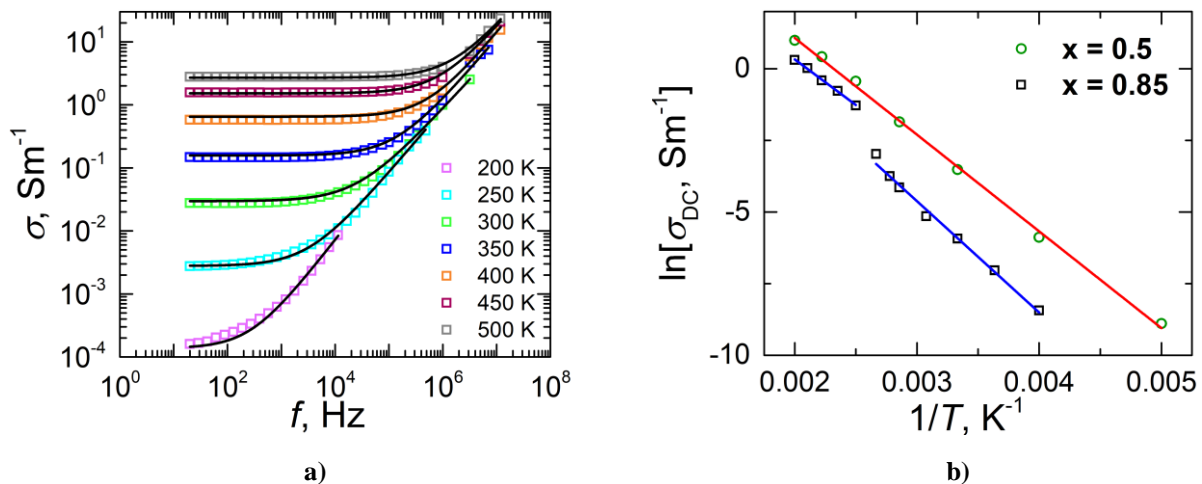 10¹
10⁰
10⁻¹
10⁻²
10⁻³
10⁻⁴
σ, Sm⁻¹
200 K
250 K
300 K
350 K
400 K
450 K
500 K
10⁰ 10² 10⁴ 10⁶ 10⁸
f, Hz
a)
x = 0.5
x = 0.85
0
-5
-10
ln[σDC, Sm⁻¹]
0.002 0.003 0.004 0.005
1/T, K⁻¹
b)